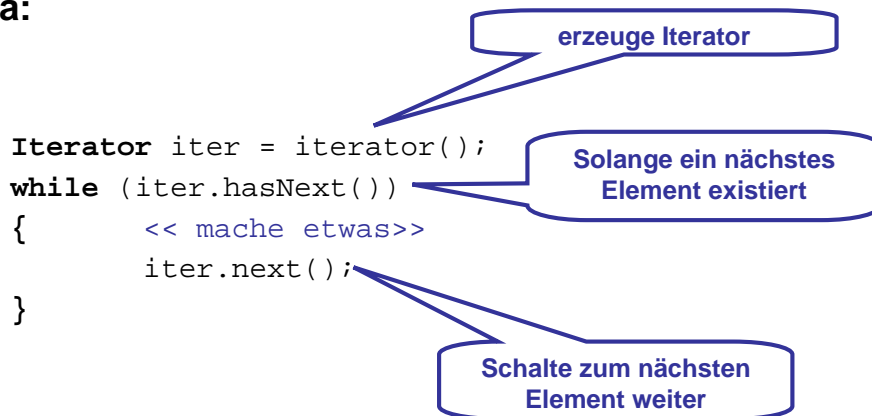 a:
erzeuge Iterator
Iterator iter = iterator();
while (iter.hasNext())
Solange ein nächstes
Element existiert
{ << mache etwas>>
iter.next();
}
Schalte zum nächsten
Element weiter